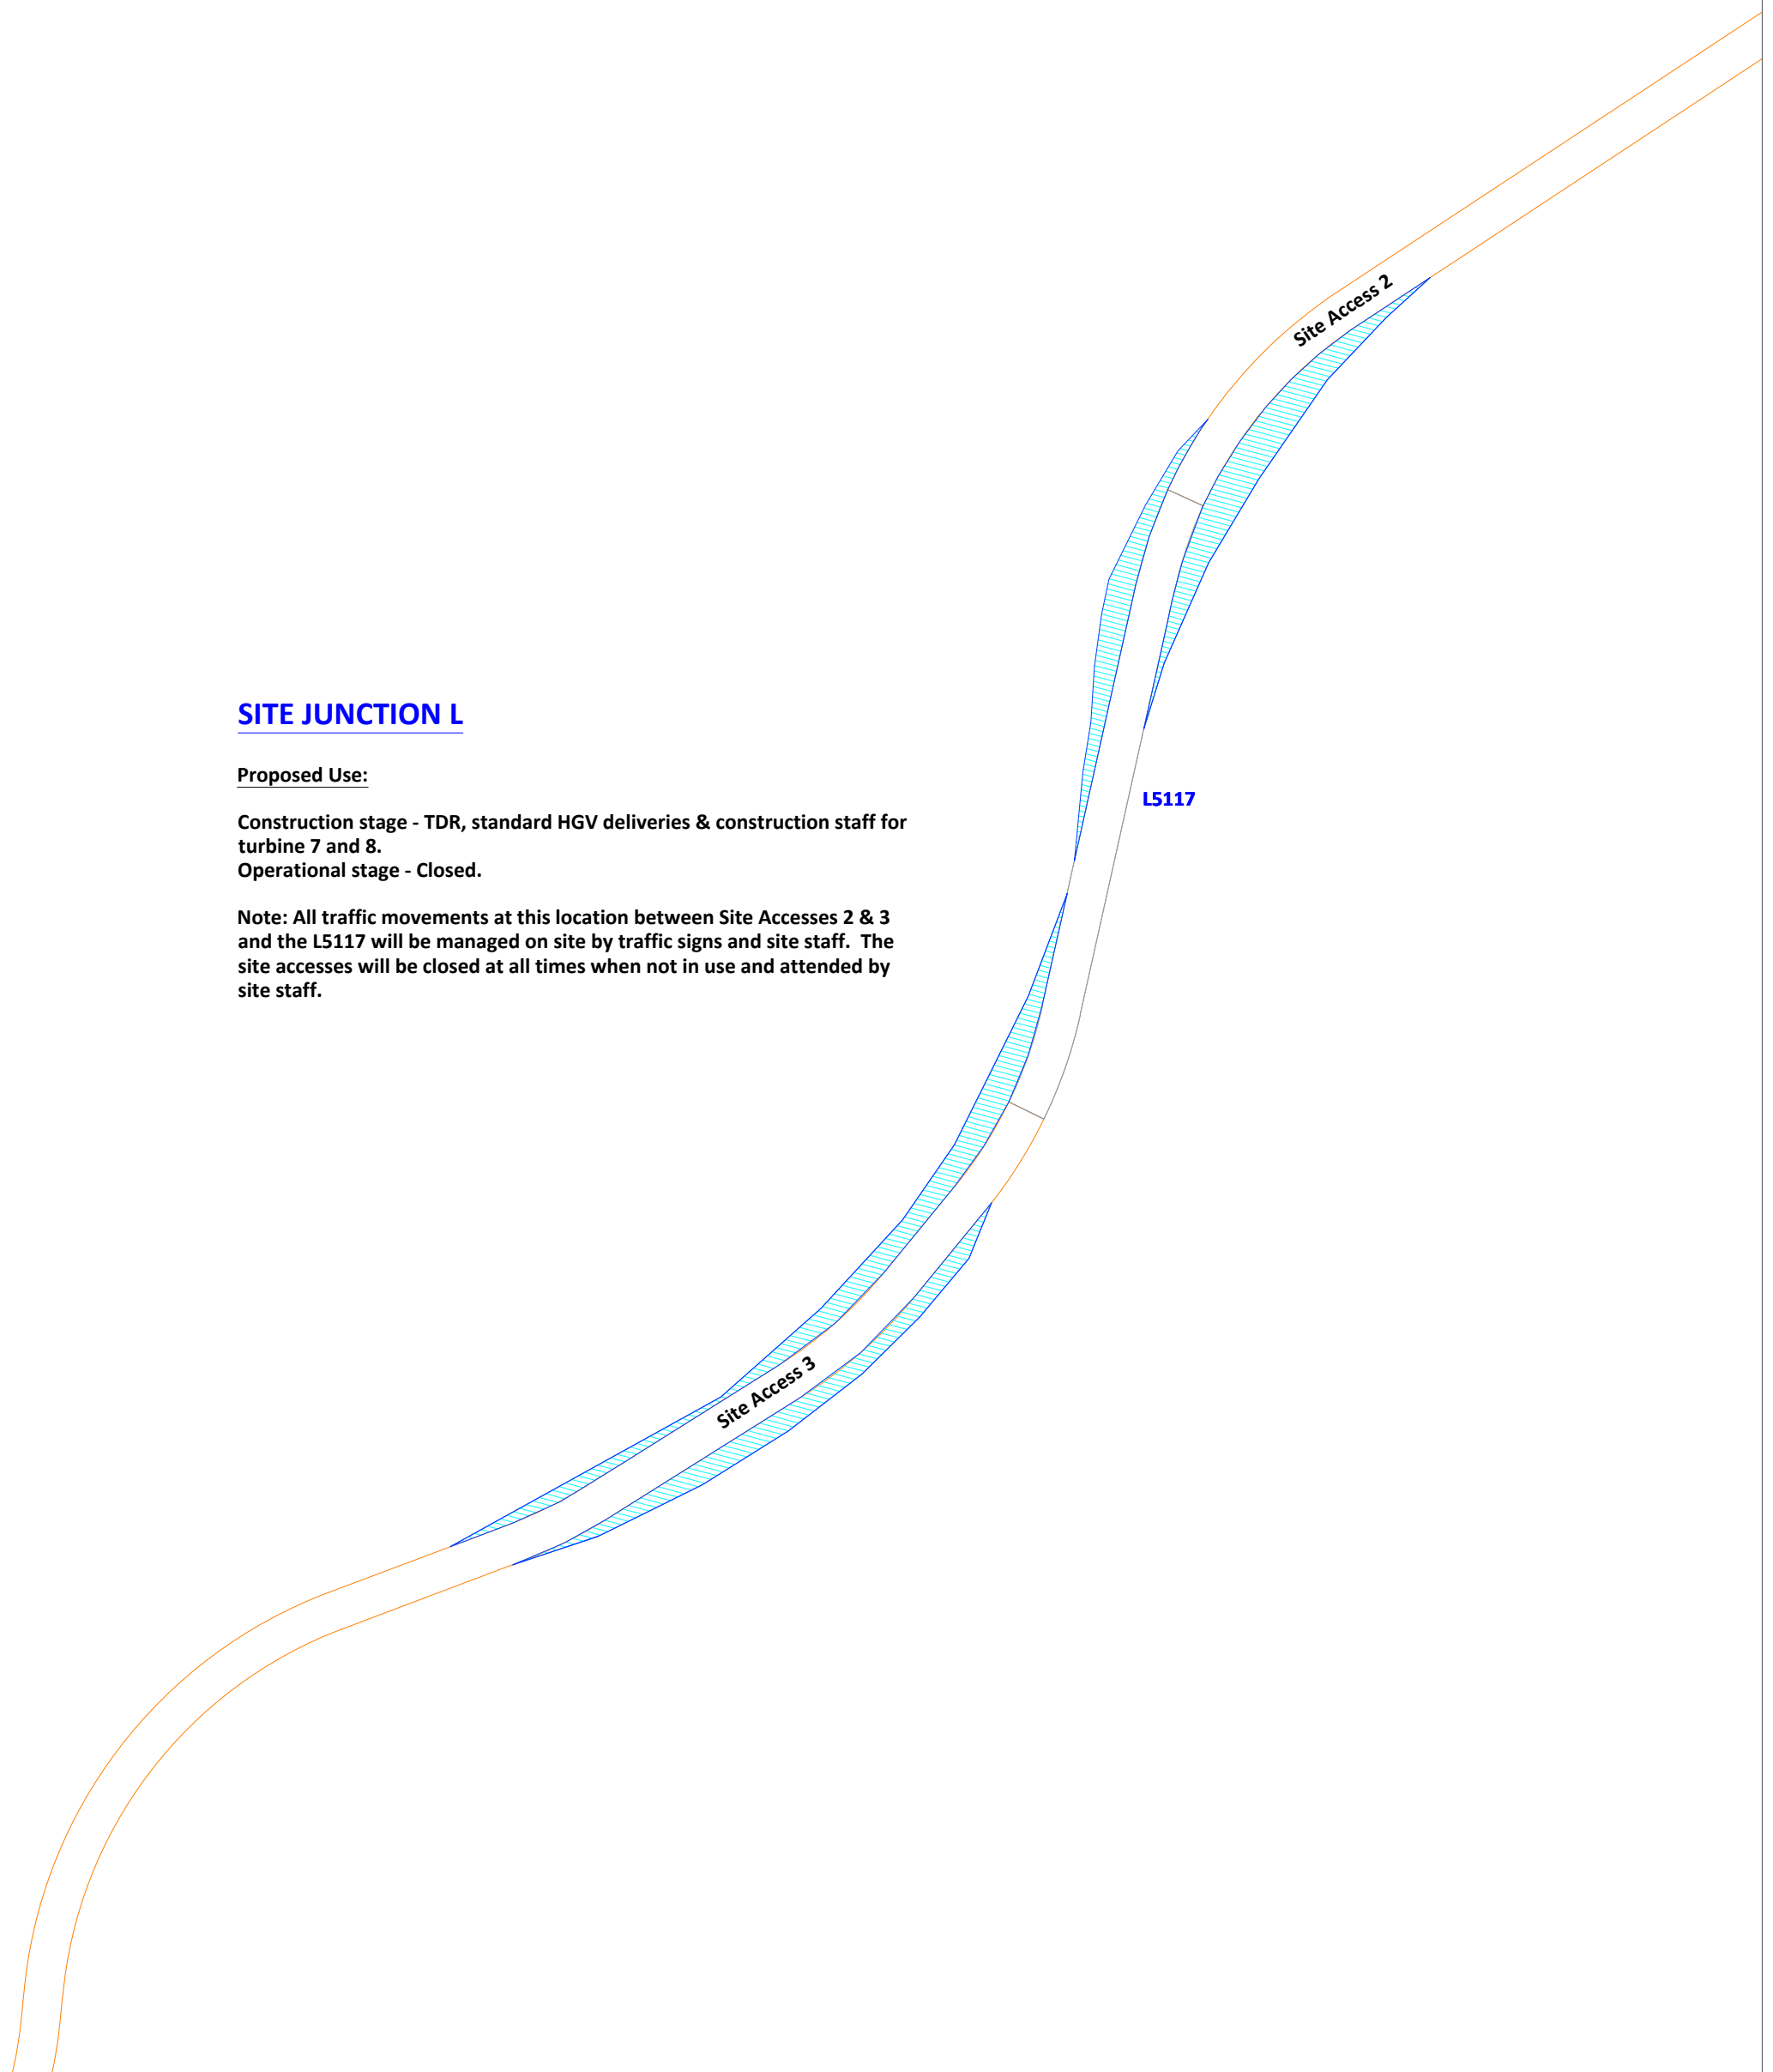 Site Access 2
SITE JUNCTION L
Proposed Use:
L5117
Construction stage - TDR, standard HGV deliveries & construction staff for
turbine 7 and 8.
Operational stage - Closed.
Note: All traffic movements at this location between Site Accesses 2 & 3
and the L5117 will be managed on site by traffic signs and site staff.  The
site accesses will be closed at all times when not in use and attended by
site staff.
Site Access 3